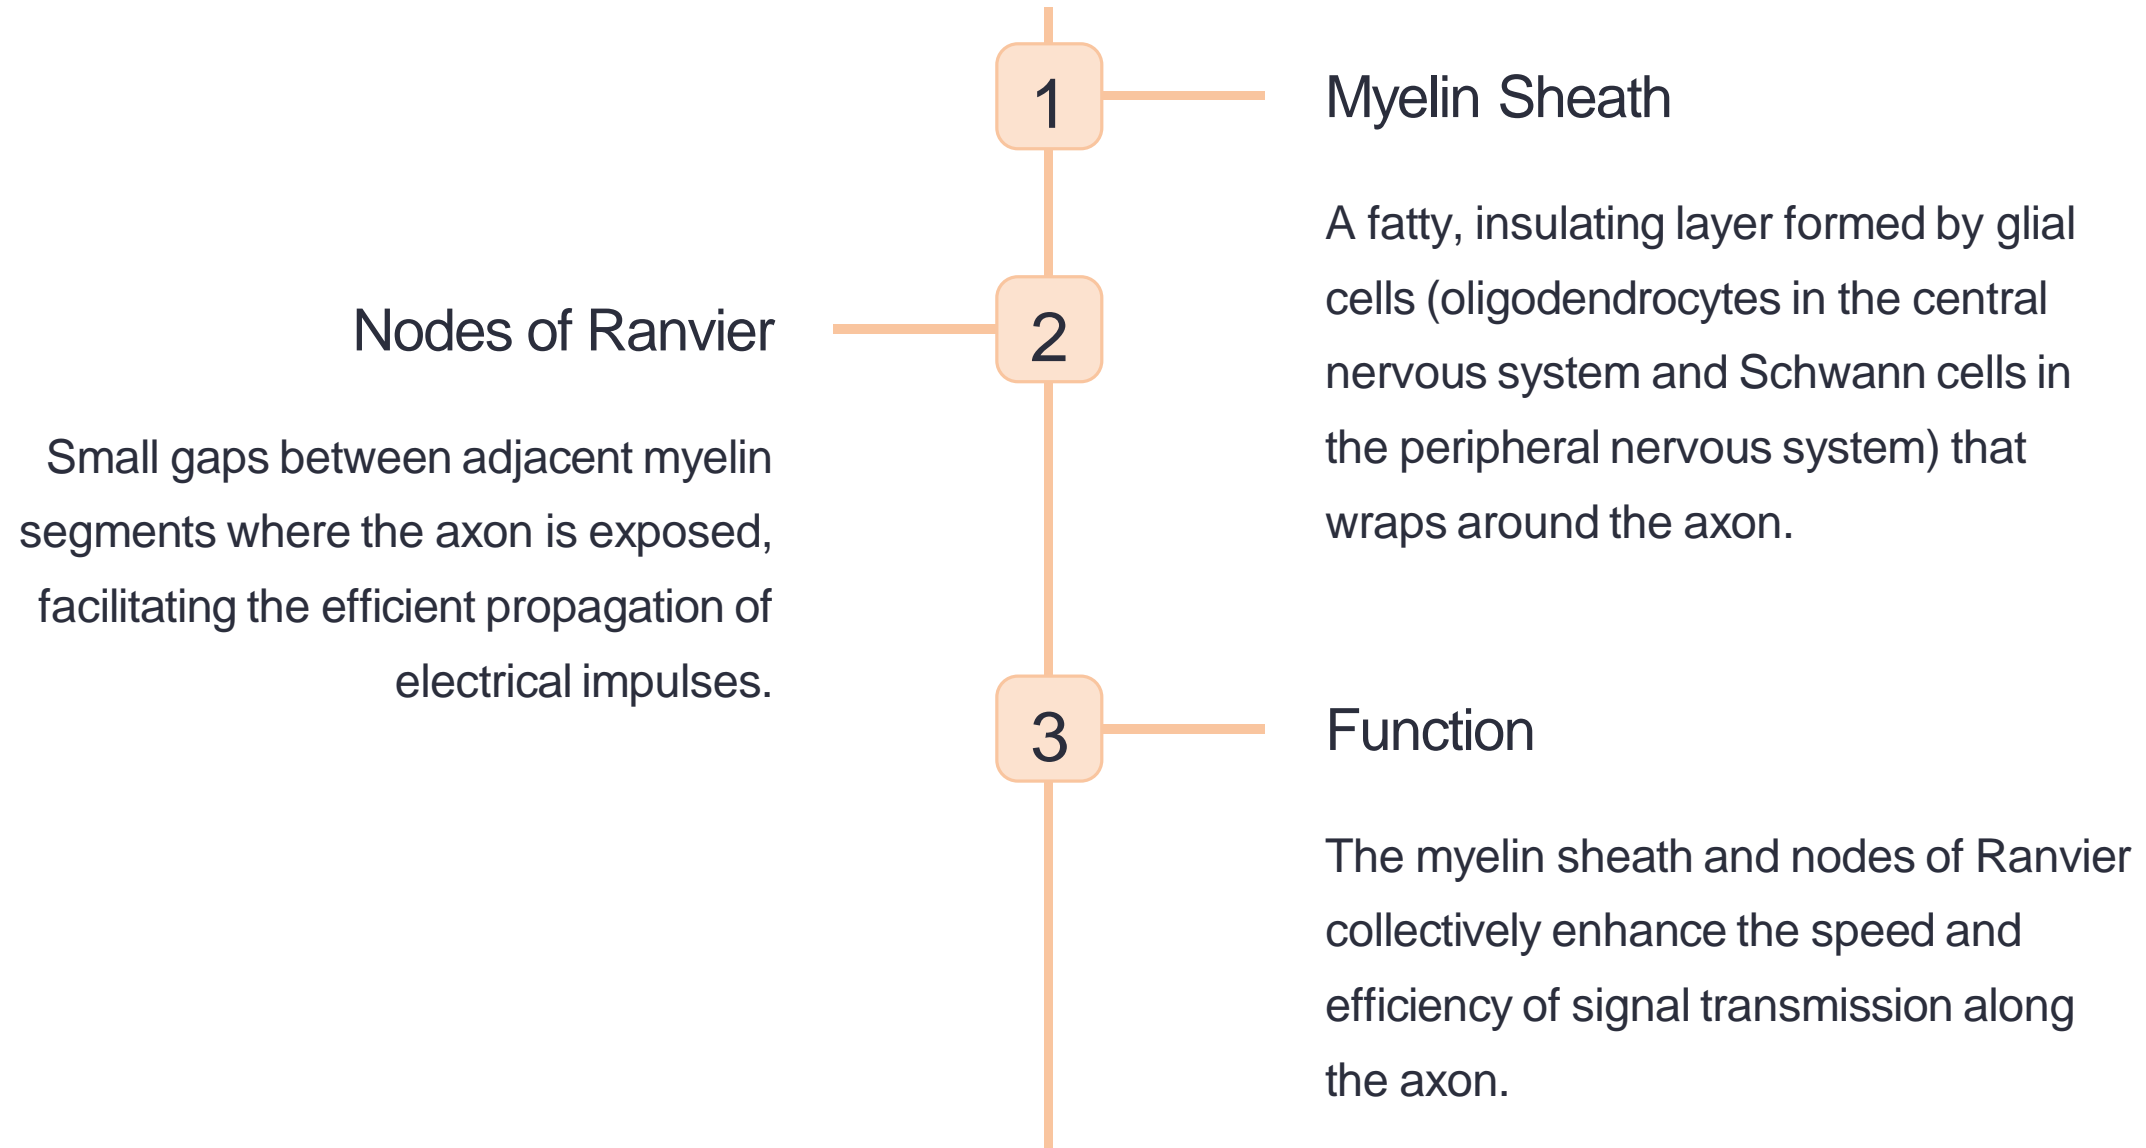 1
Myelin Sheath
A fatty, insulating layer formed by glial
cells (oligodendrocytes in the central
nervous system and Schwann cells in
the peripheral nervous system) that
wraps around the axon.
2
Nodes of Ranvier
Small gaps between adjacent myelin
segments where the axon is exposed,
facilitating the efficient propagation of
electrical impulses.
3
Function
The myelin sheath and nodes of Ranvier
collectively enhance the speed and
efficiency of signal transmission along
the axon.